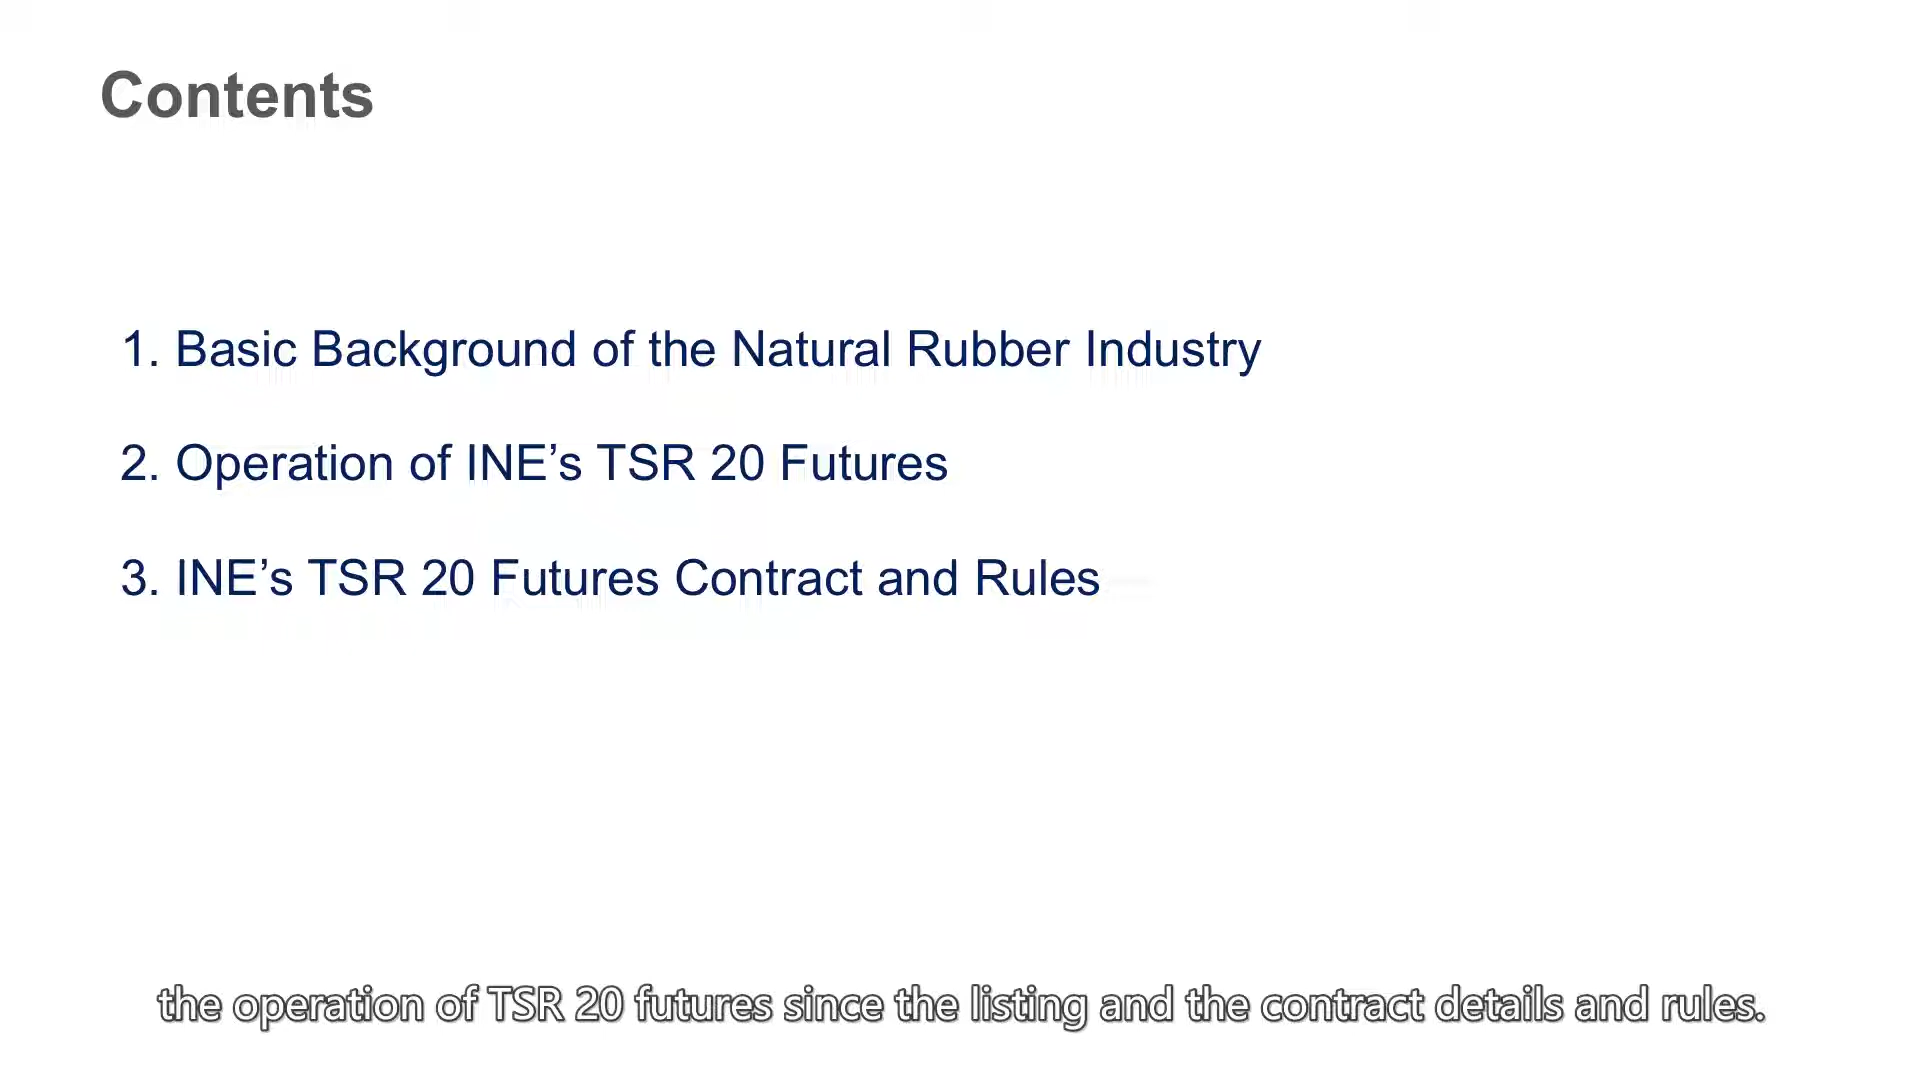 Contents
1. Basic Background of the Natural Rubber Industry
2. Operation of INE’s TSR 20 Futures
3. INE’s TSR 20 Futures Contract and Rules
the operation of TSR 20 futures since the listing and the contract details and rules.